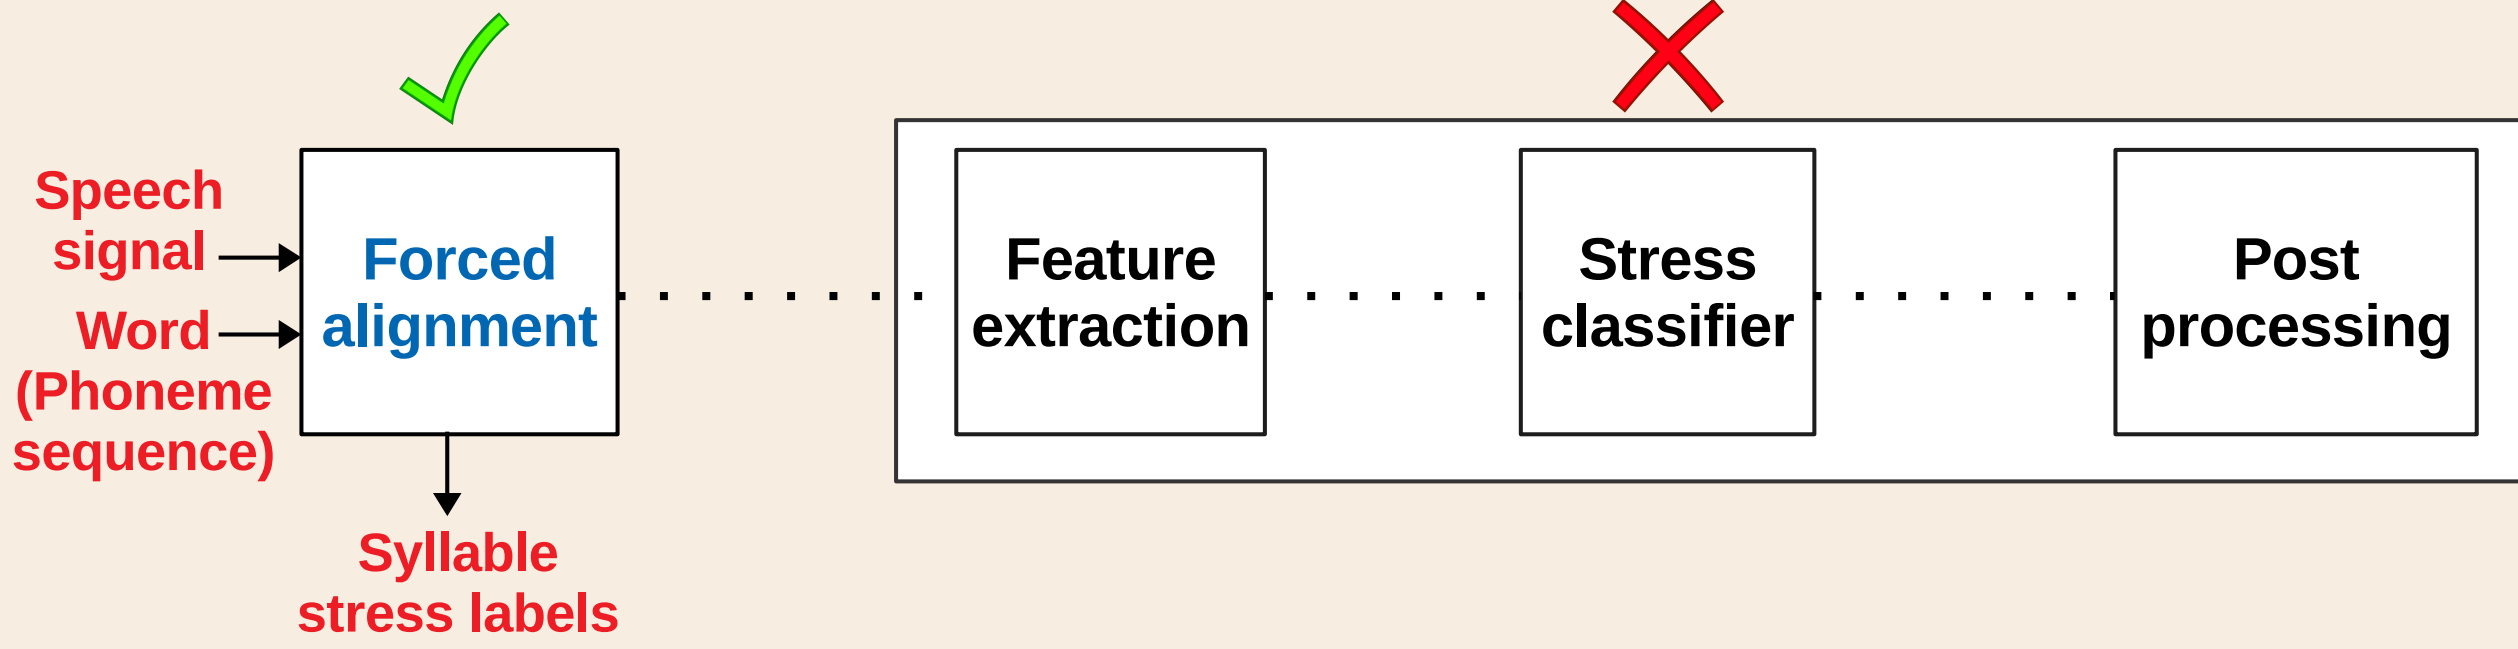 Speech
signal
Word
(Phoneme
sequence)
Forced
alignment
Syllable
stress labels
Feature
extraction
Stress
classifier
Post
processing